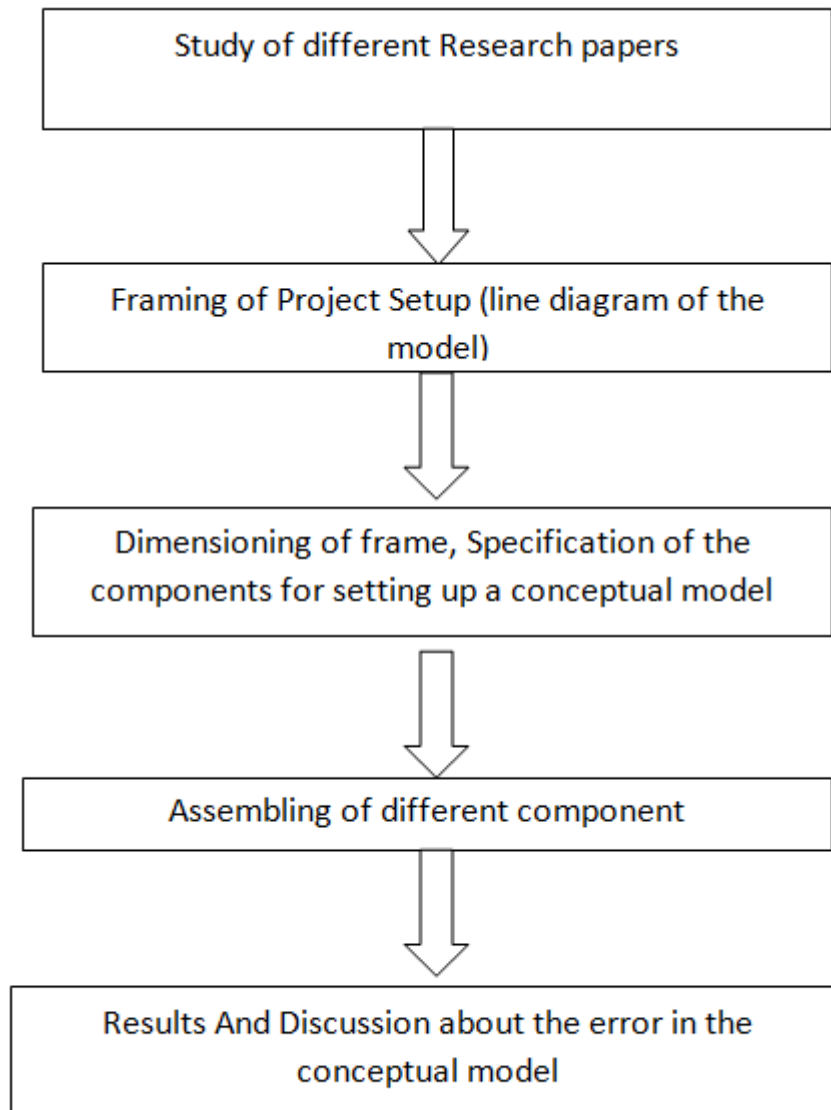 Study of different Research papers
Framing of Project Setup (line diagram of the
model)
Dimensioning of frame, Specification of the
components for setting up a conceptual model
Assembling of different component
Results And Discussion about the error in the
conceptual model